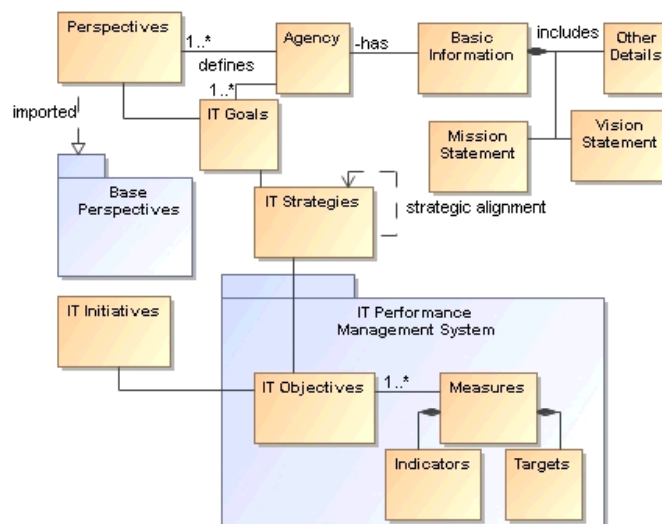 Perspectives
1..*
defines
Agency
-has
Basic
Information
includes
Other
Details
1..*
IT Goals
imported
Mission
Statement
Vision
Statement
Base
Perspectives
IT Strategies
strategic alignment
IT Initiatives
IT Performance
Management System
IT Objectives
1..*
Measures
Indicators
Targets